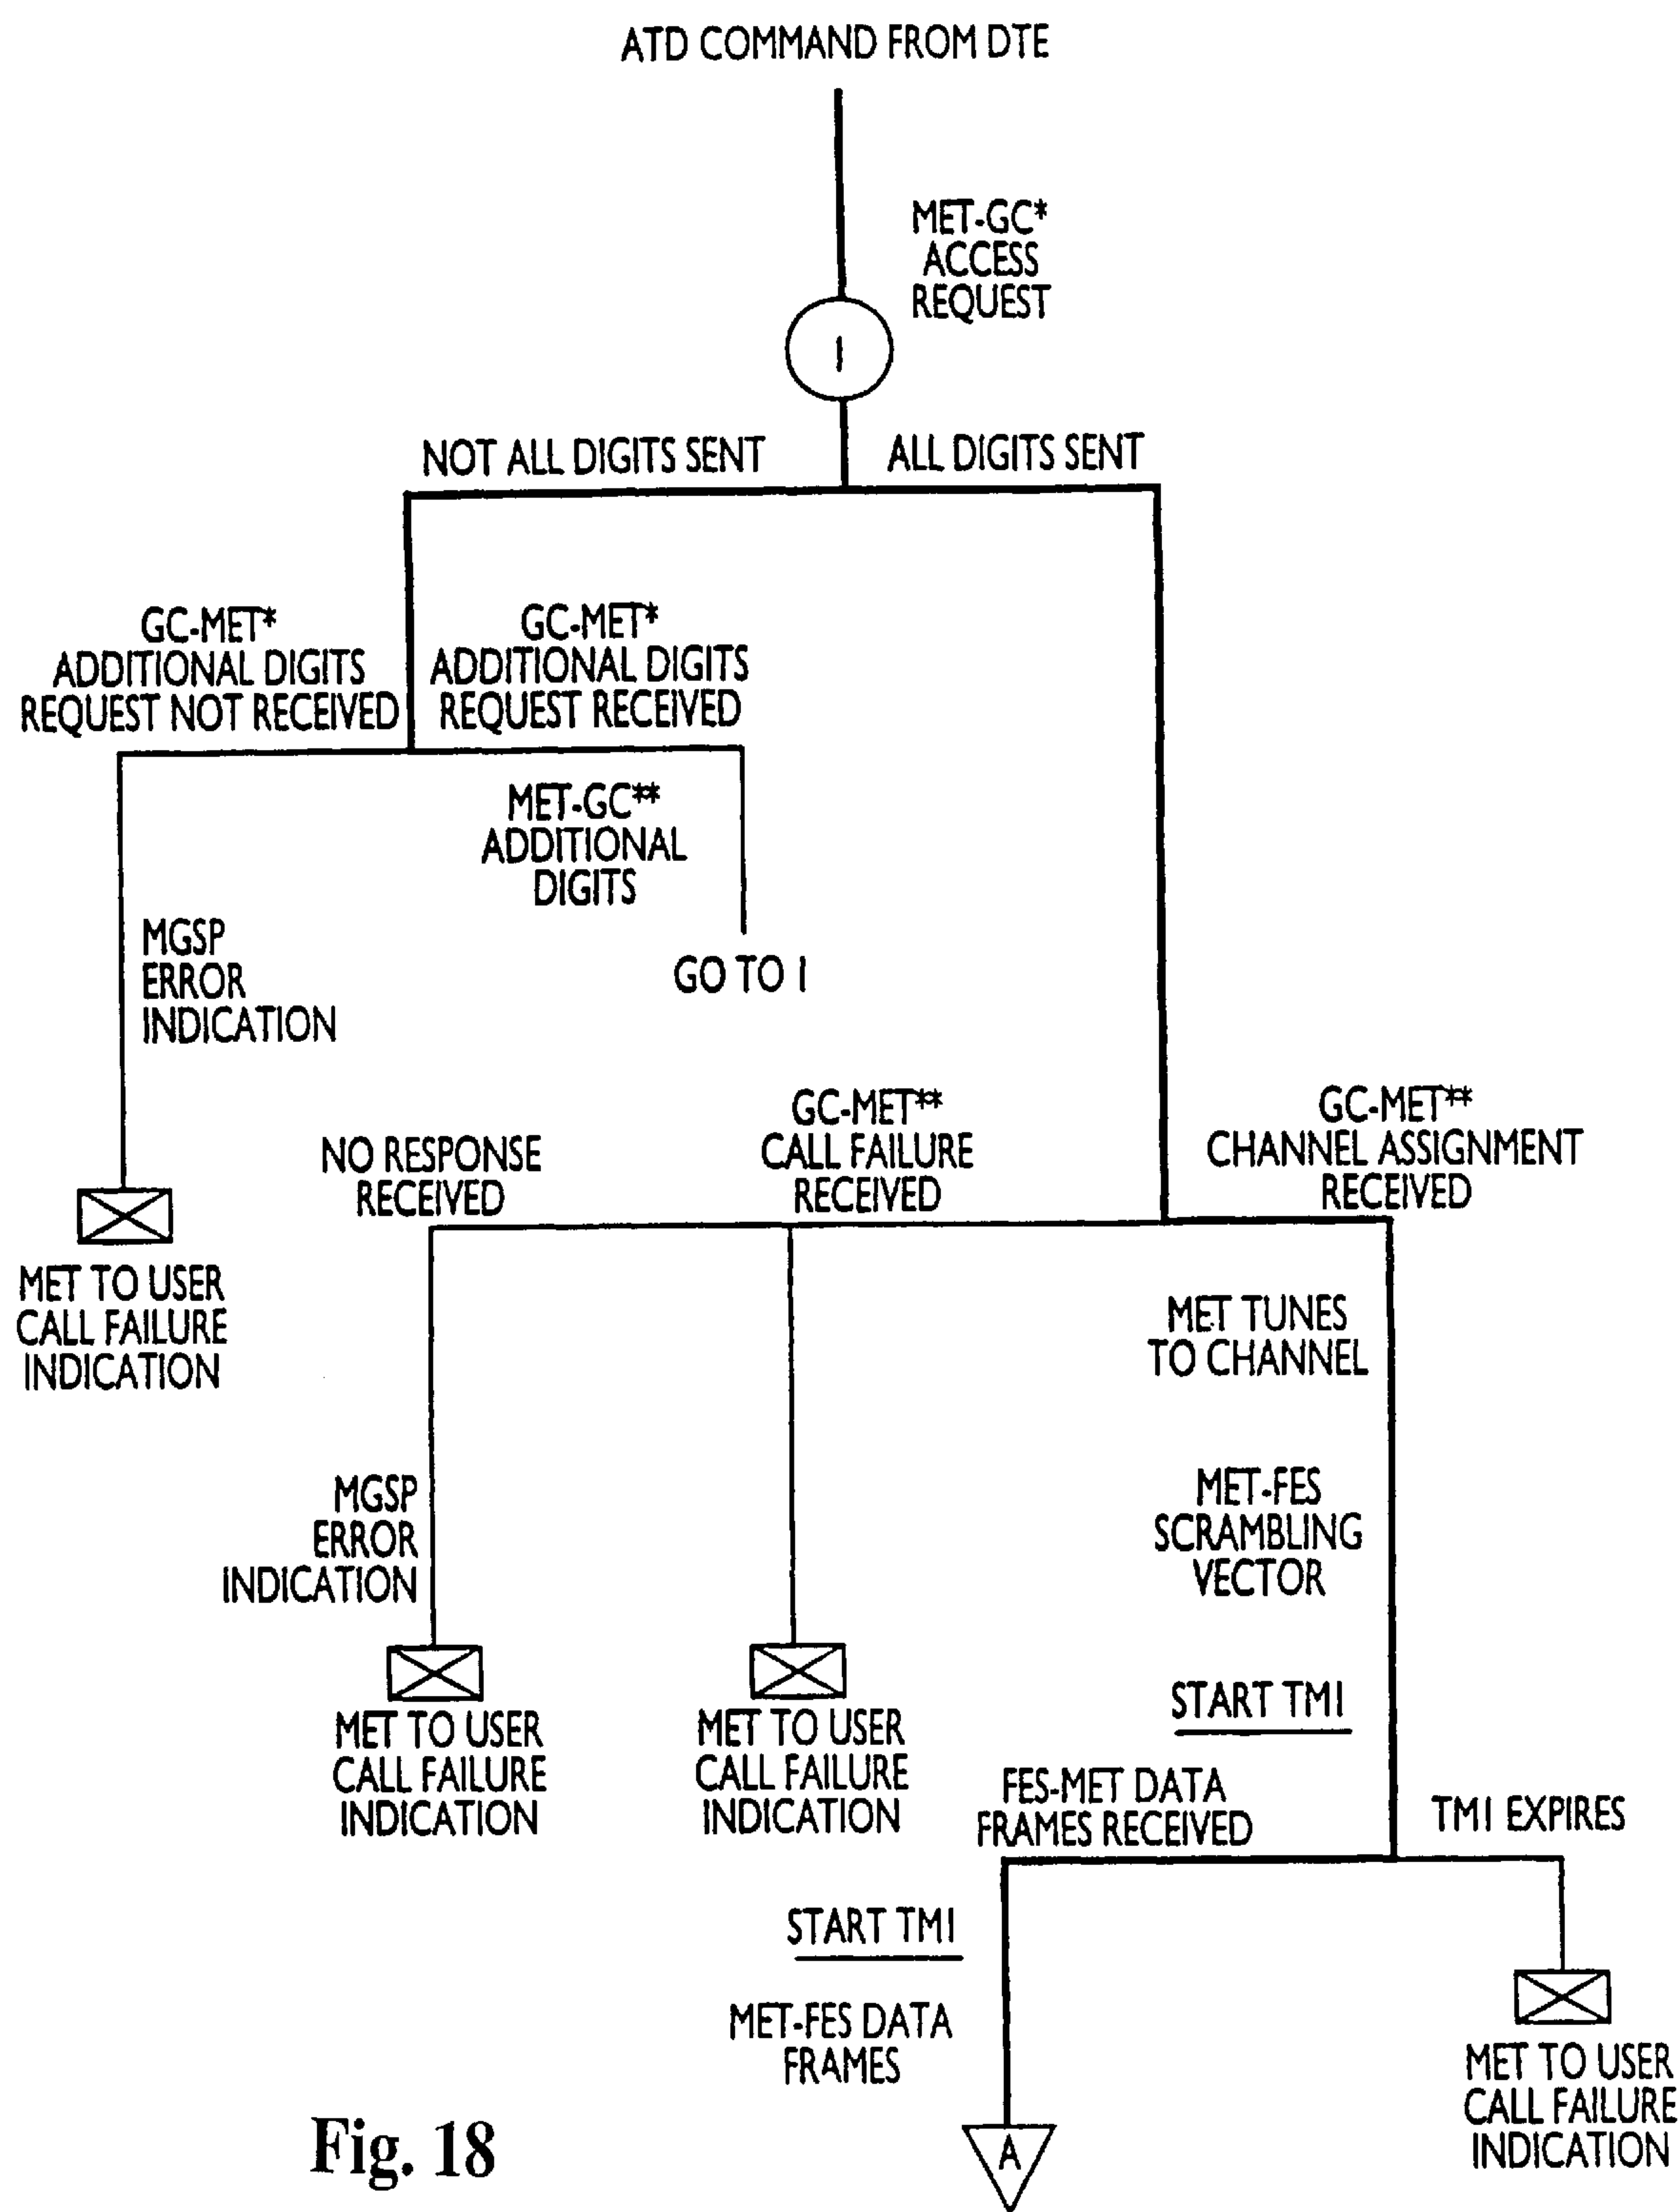 ATD COMMAND FROM DTE
MET-GC*
ACCESS
REQUEST
I
NOT ALL DIGITS SENT
ALL DIGITS SENT
GC-MET*
ADDITIONAL DIGITS
REQUEST NOT RECEIVED
GC-MET*
ADDITIONAL DIGITS
REQUEST RECEIVED
MET-GC**
ADDITIONAL
DIGITS
GO TO I
MGSP
ERROR
INDICATION
MET TO USER
CALL FAILURE
INDICATION
NO RESPONSE
RECEIVED
GC-MET**
CALL FAILURE
RECEIVED
GC-MET**
CHANNEL ASSIGNMENT
RECEIVED
MET TUNES
TO CHANNEL
MGSP
ERROR
INDICATION
MET-FES
SCRAMBLING
VECTOR
MET TO USER
CALL FAILURE
INDICATION
MET TO USER
CALL FAILURE
INDICATION
START TM1
FES-MET DATA
FRAMES RECEIVED
TM1 EXPIRES
START TM1
MET-FES DATA
FRAMES
A
MET TO USER
CALL FAILURE
INDICATION
Fig. 18